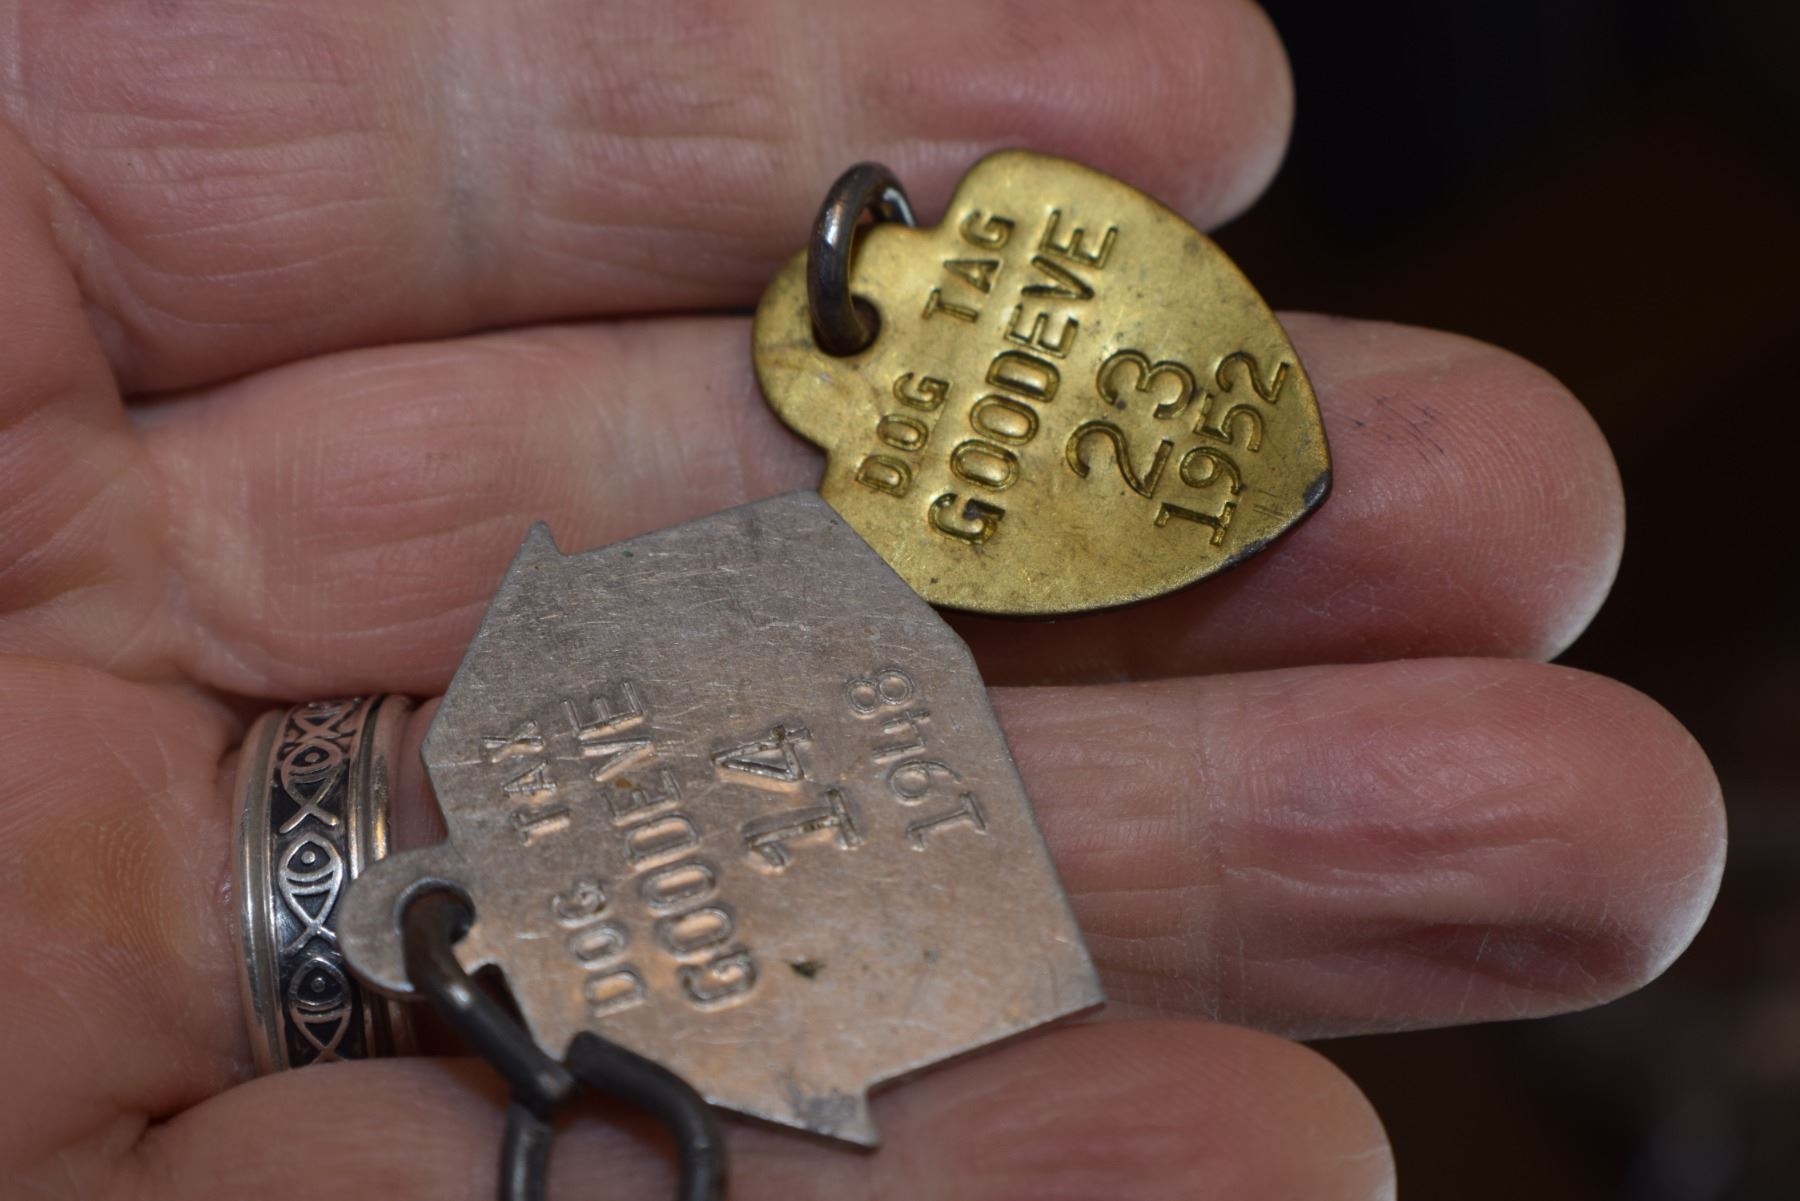 DOG TAG
GOODEVE
23
1952
DOG TAX
GOODEVE
14
1948